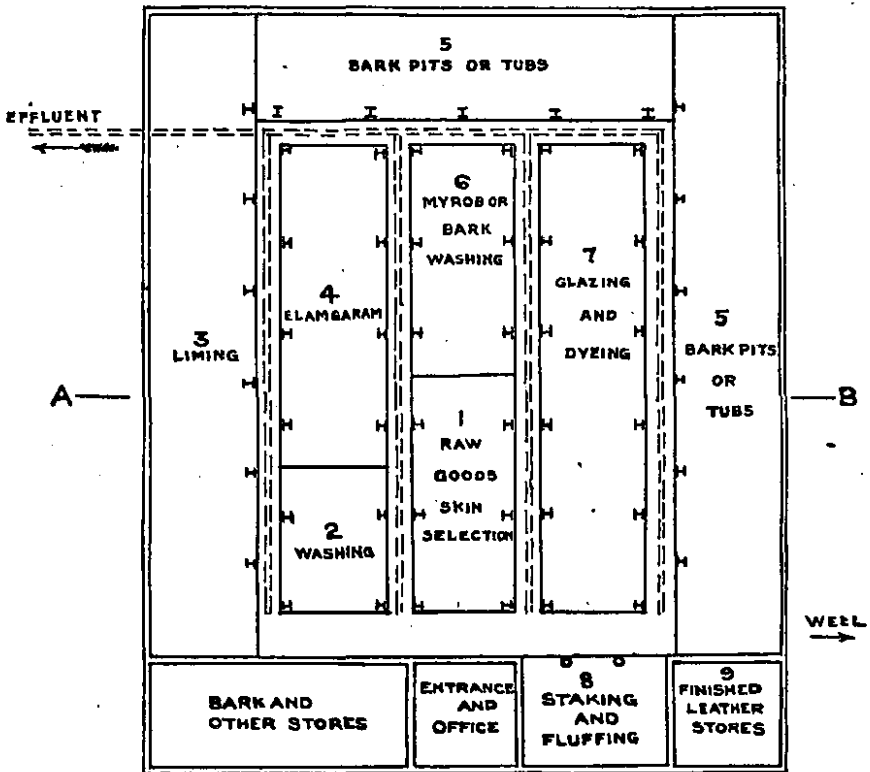 5
BARK PITS OR TUBS
EFFLUENT
6
MYROB OR
BARK
WASHING
4
ELAMGARAM
7
GLAZING
AND
DYEING
3
LIMING
5
BARK PITS
OR
TUBS
A
B
1
RAW
GOODS
SKIN
SELECTION
2
WASHING
WELL
BARK AND
OTHER STORES
ENTRANCE
AND
OFFICE
8
STAKING
AND
FLUFFING
9
FINISHED
LEATHER
STORES